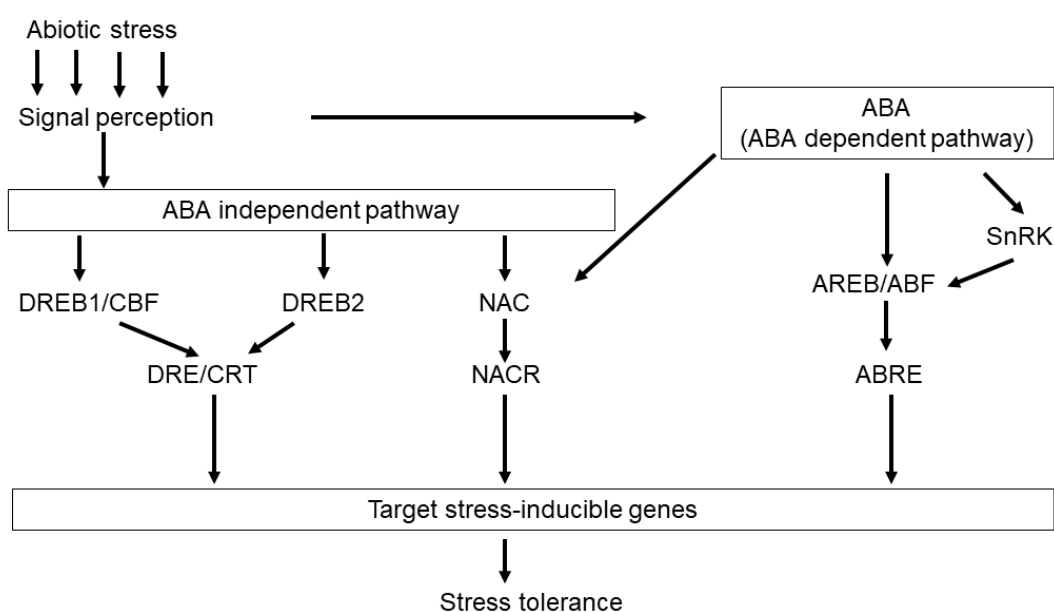 Abiotic stress
Signal perception
ABA
(ABA dependent pathway)
ABA independent pathway
SnRK
DREB1/CBF
DREB2
NAC
AREB/ABF
DRE/CRT
NACR
ABRE
Target stress-inducible genes
Stress tolerance